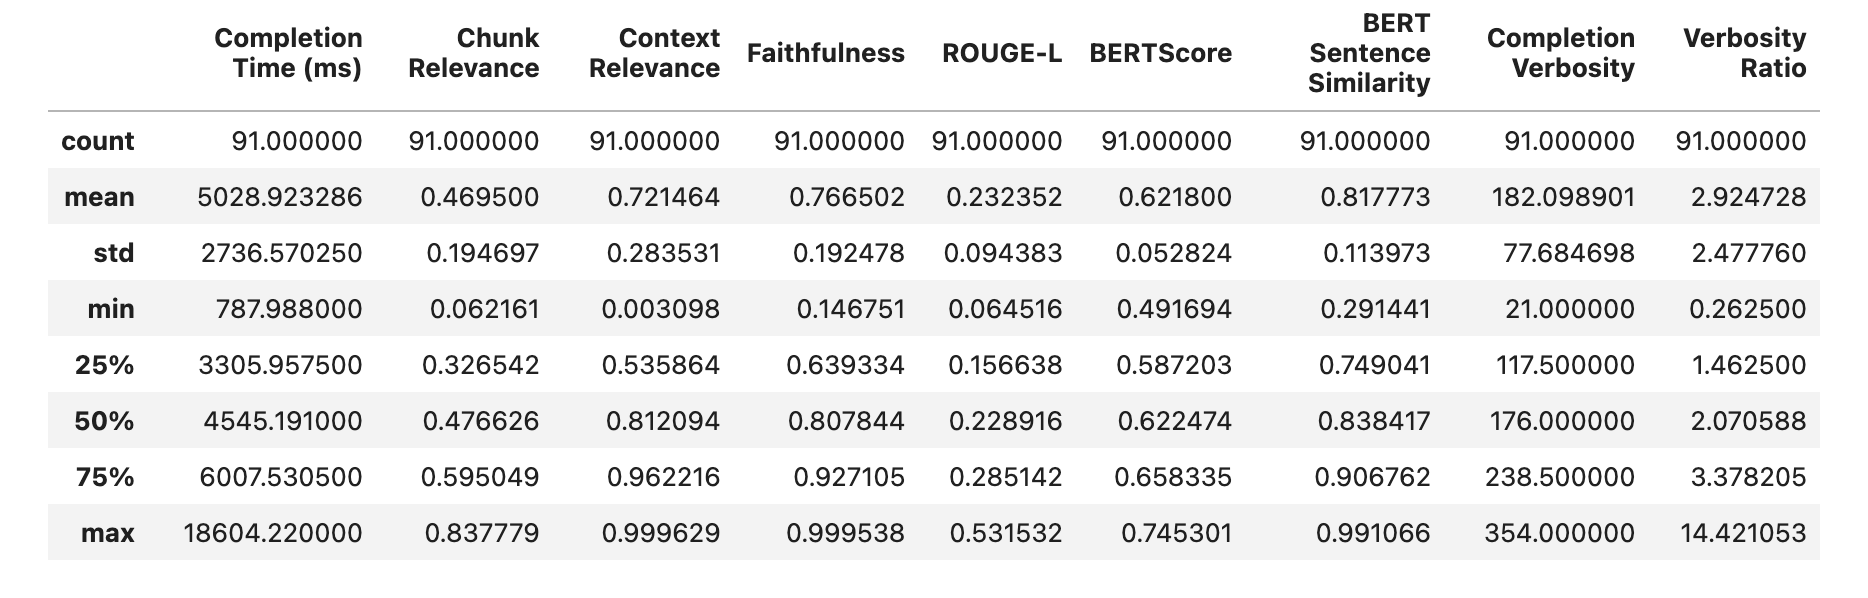 Completion Time (ms) Chunk Relevance Context Relevance Faithfulness ROUGE-L BERTScore BERT Sentence Similarity Completion Verbosity Verbosity Ratio
count 91.000000 91.000000 91.000000 91.000000 91.000000 91.000000 91.000000 91.000000 91.000000
mean 5028.923286 0.469500 0.721464 0.766502 0.232352 0.621800 0.817773 182.098901 2.924728
std 2736.570250 0.194697 0.283531 0.192478 0.094383 0.052824 0.113973 77.684698 2.477760
min 787.988000 0.062161 0.003098 0.146751 0.064516 0.491694 0.291441 21.000000 0.262500
25% 3305.957500 0.326542 0.535864 0.639334 0.156638 0.587203 0.749041 117.500000 1.462500
50% 4545.191000 0.476626 0.812094 0.807844 0.228916 0.622474 0.838417 176.000000 2.070588
75% 6007.530500 0.595049 0.962216 0.927105 0.285142 0.658335 0.906762 238.500000 3.378205
max 18604.220000 0.837779 0.999629 0.999538 0.531532 0.745301 0.991066 354.000000 14.421053